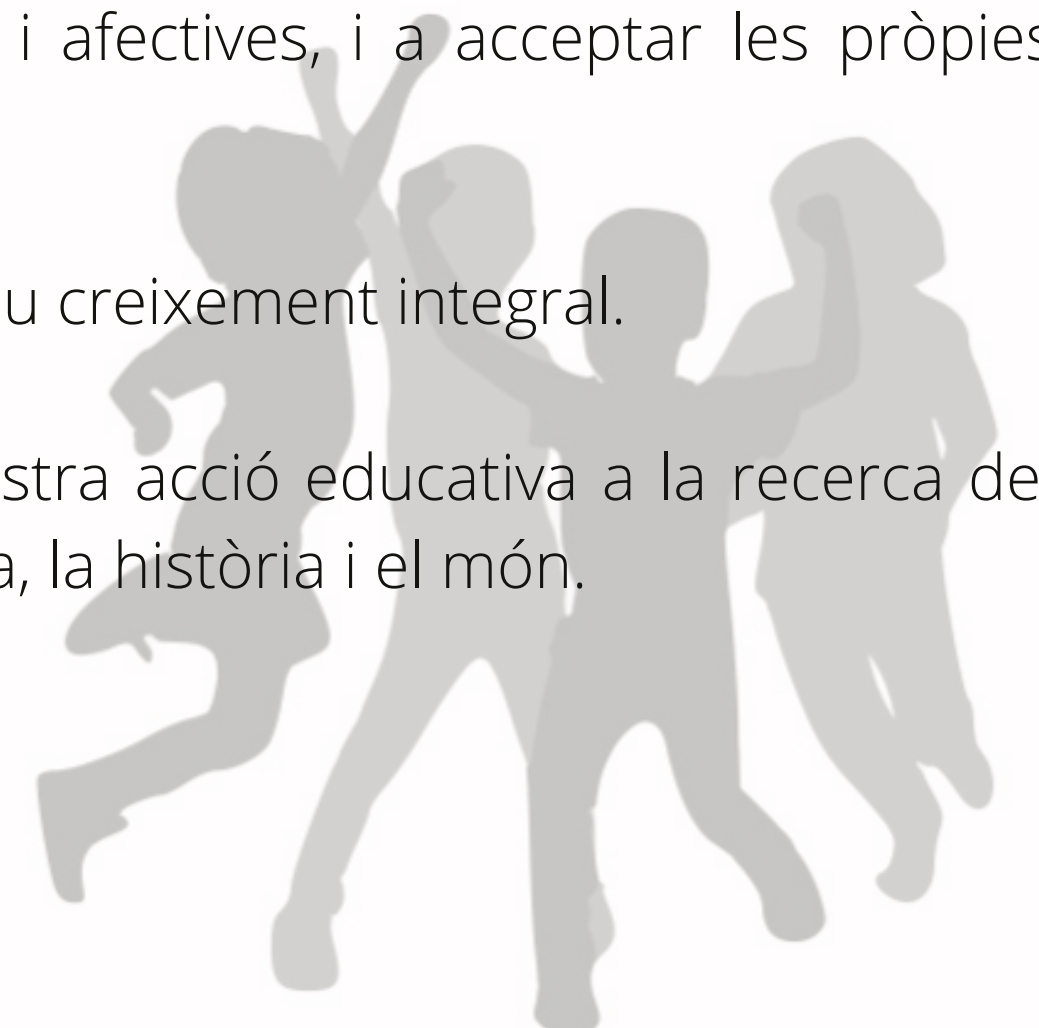 i afectives, i a acceptar les pròpies
u creixement integral.
stra acció educativa a la recerca de
a, la història i el món.